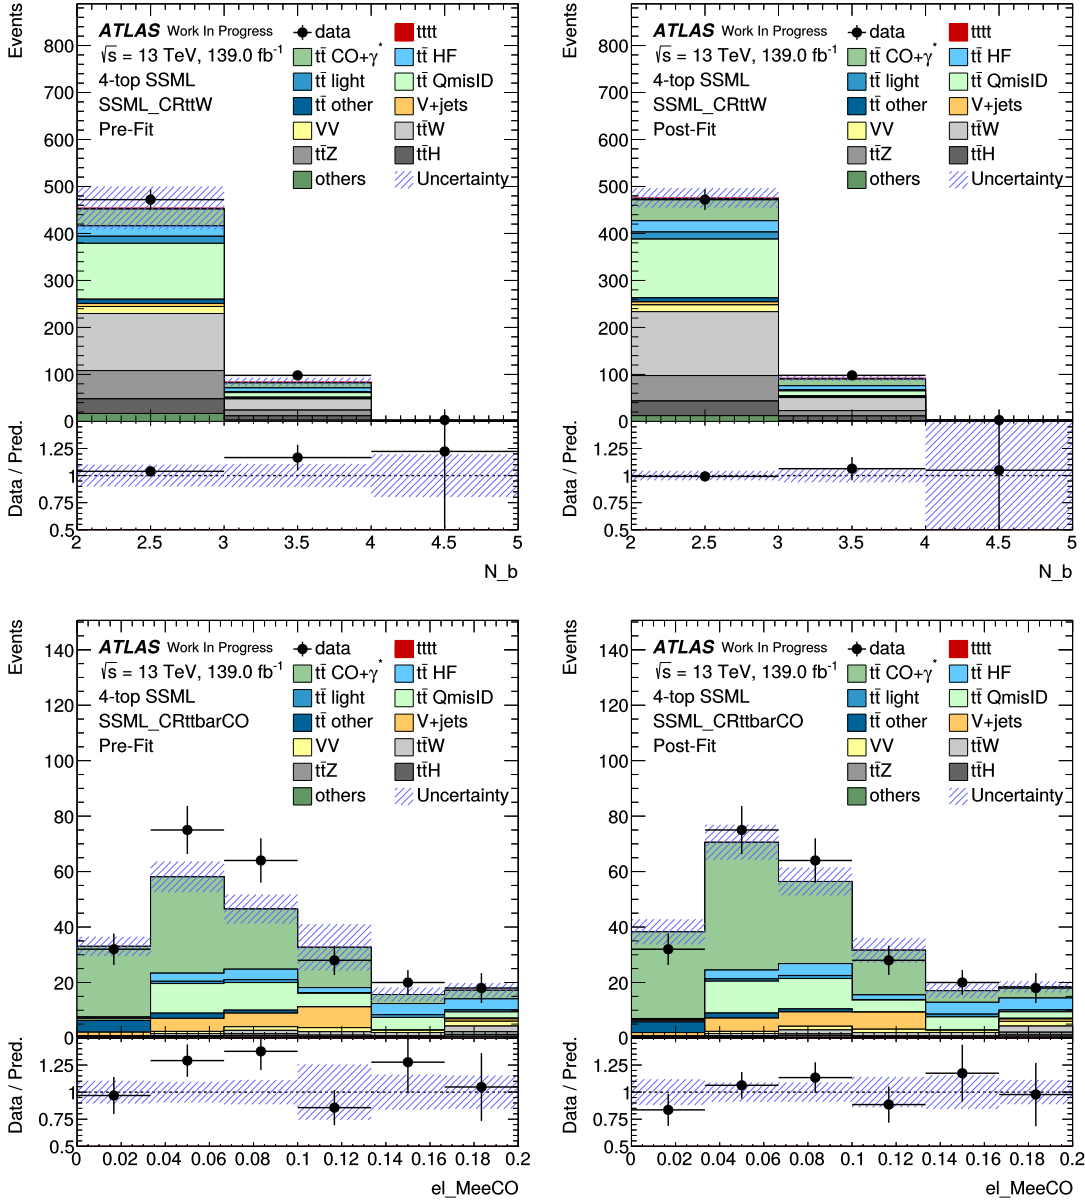 Events
ATLAS Work In Progress
√s = 13 TeV, 139.0 fb⁻¹
4-top SSML
SSML_CRttW
Pre-Fit
data
tttt
tt̄ CO+γ*
tt̄ HF
tt̄ light
tt̄ QmisID
tt̄ other
V+jets
VV
tt̄W
tt̄Z
tt̄H
others
Uncertainty
800
700
600
500
400
300
200
100
0
Data / Pred.
1.25
1
0.75
0.5
2 2.5 3 3.5 4 4.5 5
N_b
Events
ATLAS Work In Progress
√s = 13 TeV, 139.0 fb⁻¹
4-top SSML
SSML_CRttW
Post-Fit
data
tttt
tt̄ CO+γ*
tt̄ HF
tt̄ light
tt̄ QmisID
tt̄ other
V+jets
VV
tt̄W
tt̄Z
tt̄H
others
Uncertainty
800
700
600
500
400
300
200
100
0
Data / Pred.
1.25
1
0.75
0.5
2 2.5 3 3.5 4 4.5 5
N_b
Events
ATLAS Work In Progress
√s = 13 TeV, 139.0 fb⁻¹
4-top SSML
SSML_CRttbarCO
Pre-Fit
data
tttt
tt̄ CO+γ*
tt̄ HF
tt̄ light
tt̄ QmisID
tt̄ other
V+jets
VV
tt̄W
tt̄Z
tt̄H
others
Uncertainty
140
120
100
80
60
40
20
0
Data / Pred.
1.25
1
0.75
0.5
0 0.02 0.04 0.06 0.08 0.1 0.12 0.14 0.16 0.18 0.2
el_MeeCO
Events
ATLAS Work In Progress
√s = 13 TeV, 139.0 fb⁻¹
4-top SSML
SSML_CRttbarCO
Post-Fit
data
tttt
tt̄ CO+γ*
tt̄ HF
tt̄ light
tt̄ QmisID
tt̄ other
V+jets
VV
tt̄W
tt̄Z
tt̄H
others
Uncertainty
140
120
100
80
60
40
20
0
Data / Pred.
1.25
1
0.75
0.5
0 0.02 0.04 0.06 0.08 0.1 0.12 0.14 0.16 0.18 0.2
el_MeeCO